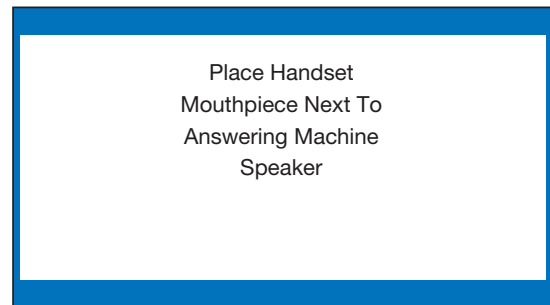 Place Handset
Mouthpiece Next To
Answering Machine
Speaker